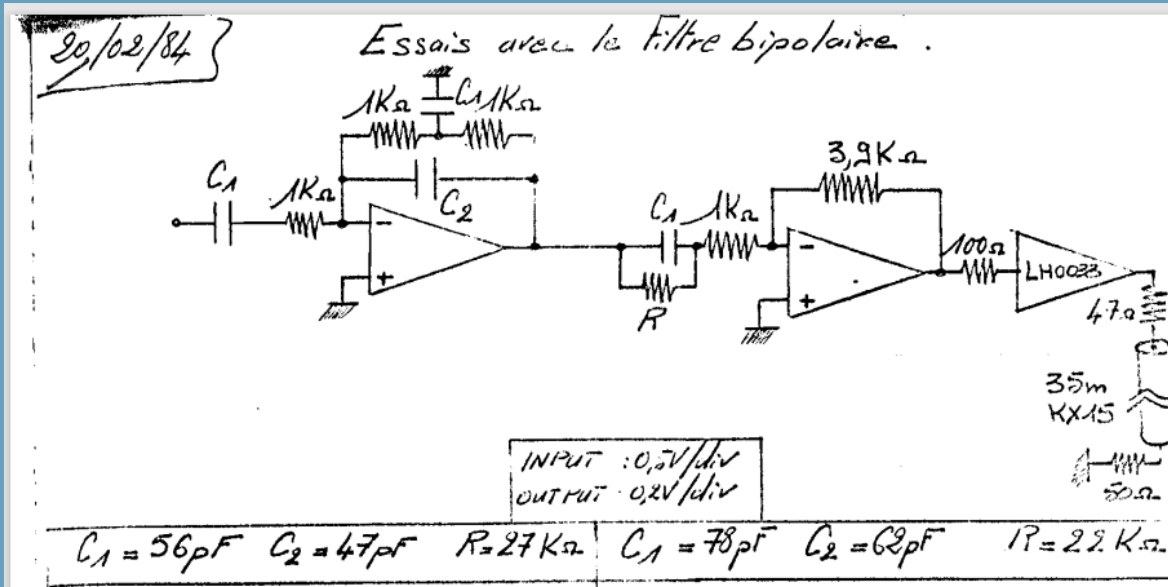 20/02/84
Essais avec le Filtre bipolaire.
1KΩ C1 1KΩ
C1 1KΩ C2
- +
C1 1KΩ R
3,9KΩ
- +
100Ω LH0033
47Ω
35m
KX15
50Ω
INPUT : 0,5V/div
OUTPUT : 0,2V/div
C1 = 56pF C2 = 47pF R = 27KΩ
C1 = 78pF C2 = 62pF R = 22KΩ